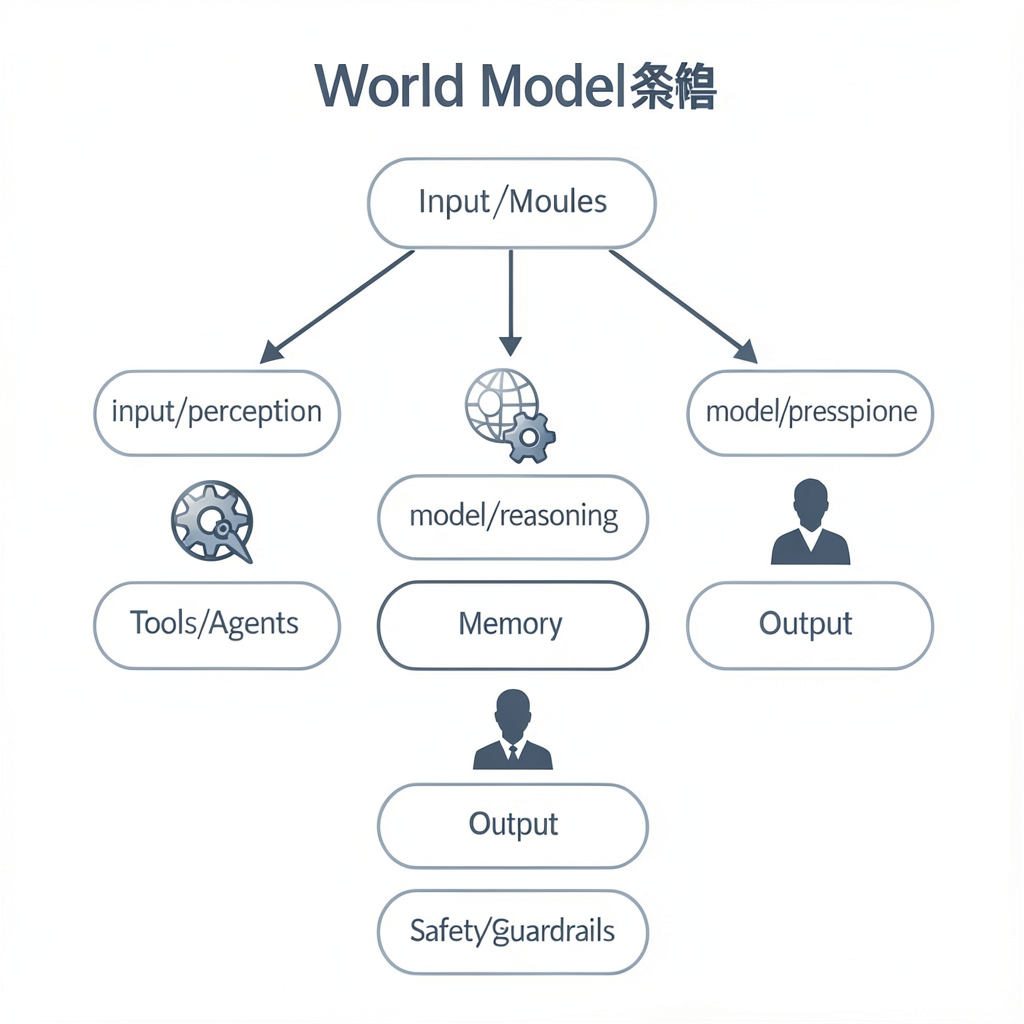 World Model
Input/Moules
input/perception
model/presspione
model/reasoning
Tools/Agents
Memory
Output
Output
Safety/Guardrails